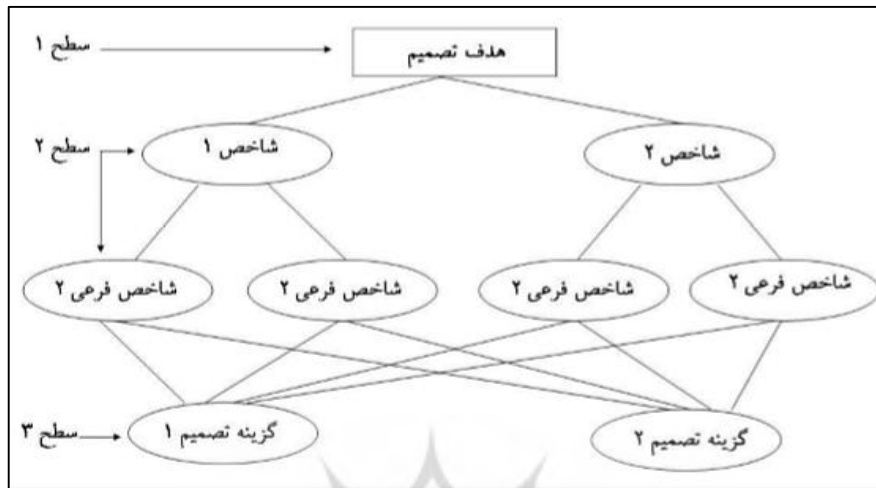 سطح ۱
هدف تصمیم
سطح ۲
شاخص ۱
شاخص ۲
شاخص فرعی ۲
شاخص فرعی ۲
شاخص فرعی ۲
شاخص فرعی ۲
سطح ۳
گزینه تصمیم ۱
گزینه تصمیم ۲